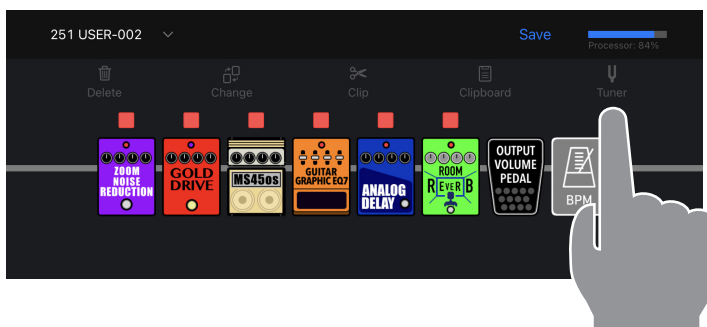 251 USER-002
Save
Processor: 84%
Delete
Change
Clip
Clipboard
Tuner
ZOOM
NOISE
REDUCTION
GOLD
DRIVE
MS45os
GUITAR
GRAPHIC EQ7
ANALOG
DELAY
ROOM
REVERB
OUTPUT
VOLUME
PEDAL
BPM